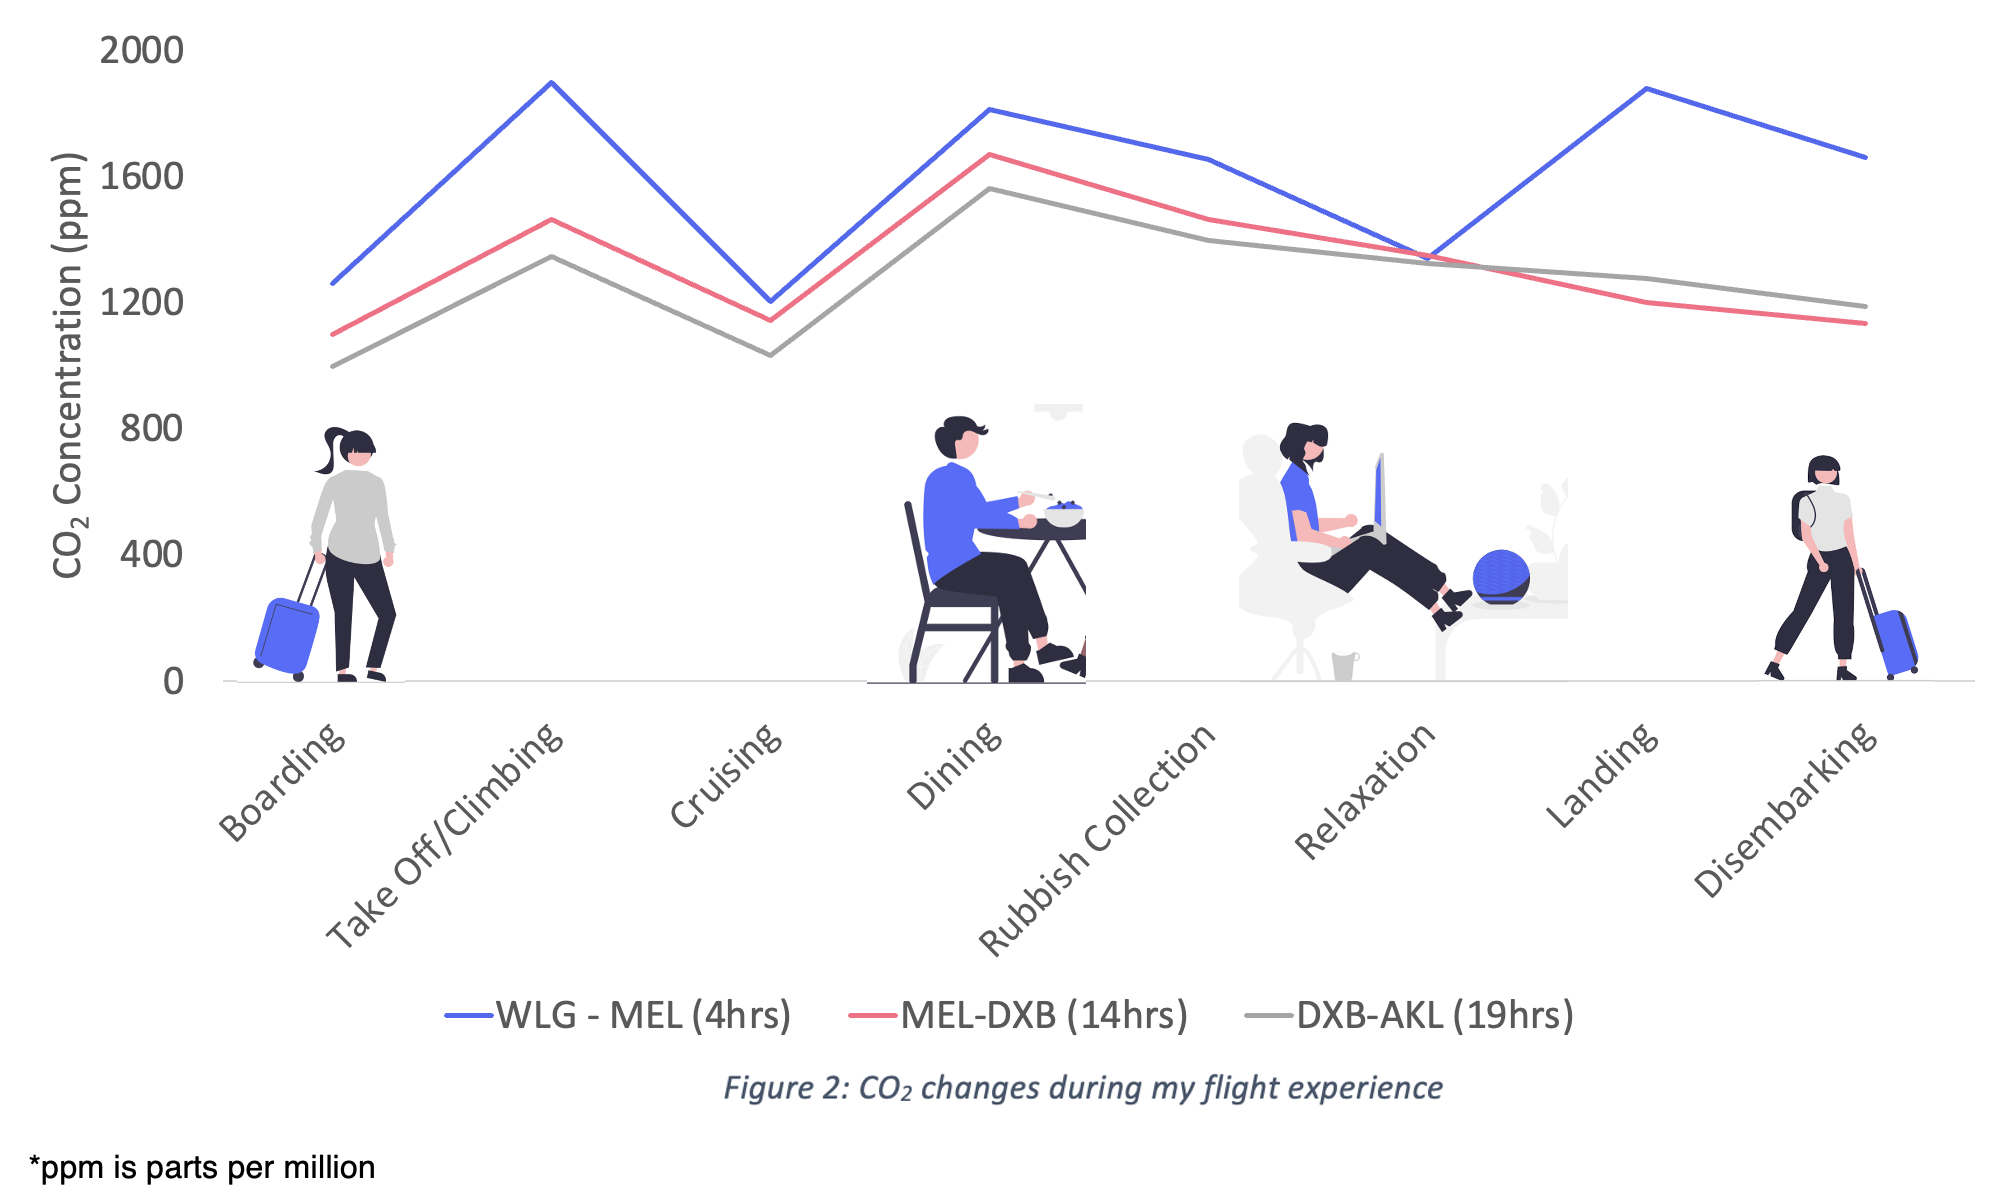 2000
1600
1200
800
400
0
CO₂ Concentration (ppm)
Boarding
Take Off/Climbing
Cruising
Dining
Rubbish Collection
Relaxation
Landing
Disembarking
WLG - MEL (4hrs) MEL-DXB (14hrs) DXB-AKL (19hrs)
Figure 2: CO₂ changes during my flight experience
*ppm is parts per million